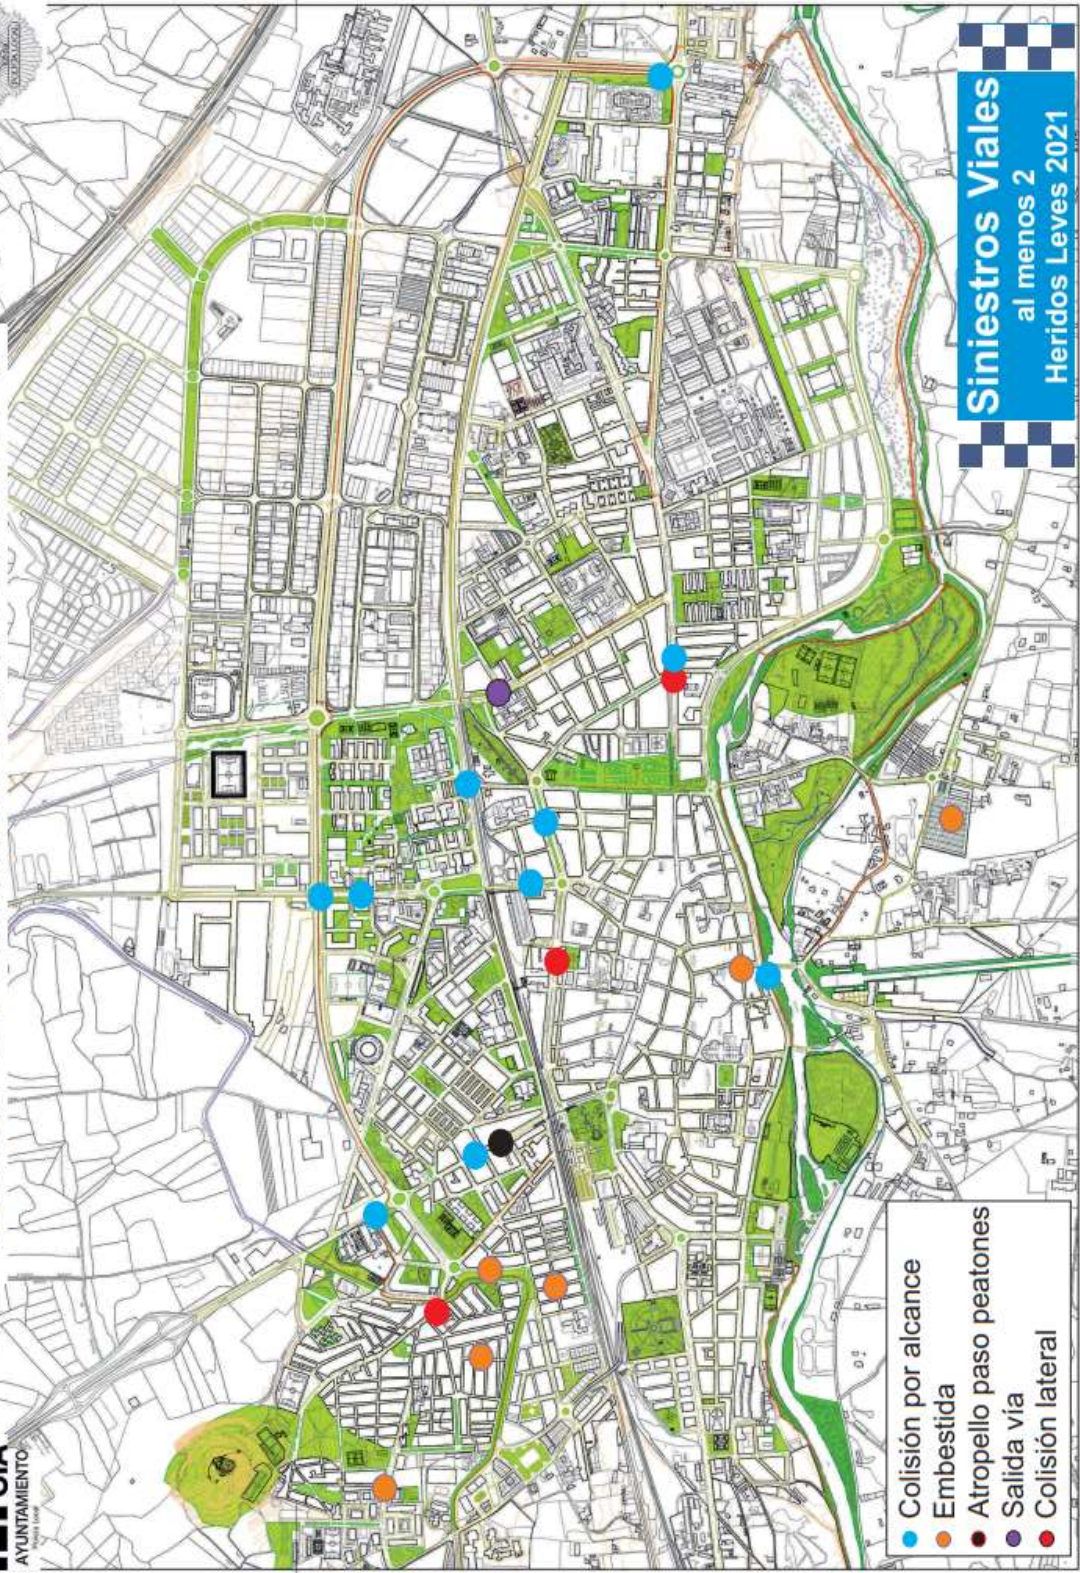 AYUNTAMIENTO
Siniestros Viales
al menos 2
Heridos Leves 2021
Colisión por alcance
Embestida
Atropello paso peatones
Salida vía
Colisión lateral